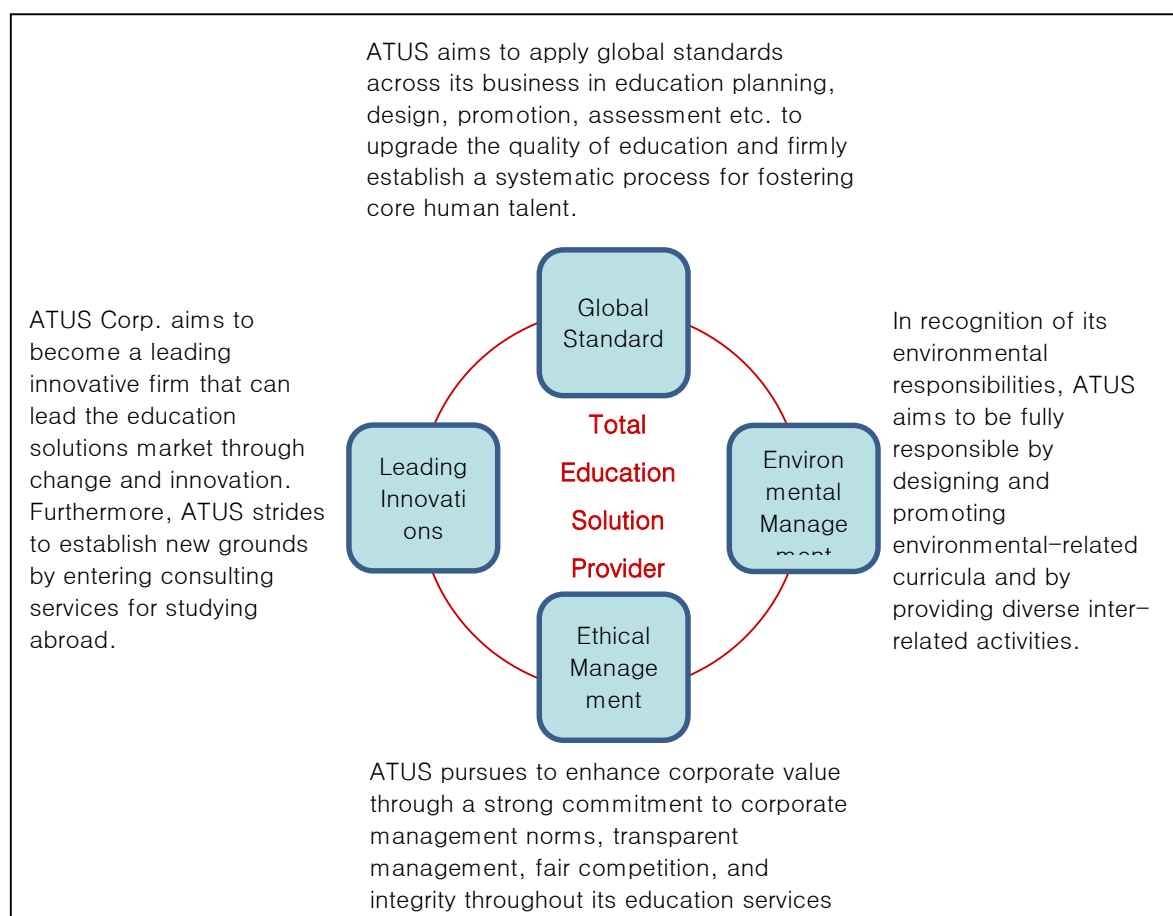 ATUS aims to apply global standards
across its business in education planning,
design, promotion, assessment etc. to
upgrade the quality of education and firmly
establish a systematic process for fostering
core human talent.
Global
Standard
ATUS Corp. aims to
become a leading
innovative firm that can
lead the education
solutions market through
change and innovation.
Furthermore, ATUS strides
to establish new grounds
by entering consulting
services for studying
abroad.
Leading
Innovati
ons
Total
Education
Solution
Provider
Environ
mental
Manage
ment
In recognition of its
environmental
responsibilities, ATUS
aims to be fully
responsible by
designing and
promoting
environmental-related
curricula and by
providing diverse inter-
related activities.
Ethical
Manage
ment
ATUS pursues to enhance corporate value
through a strong commitment to corporate
management norms, transparent
management, fair competition, and
integrity throughout its education services